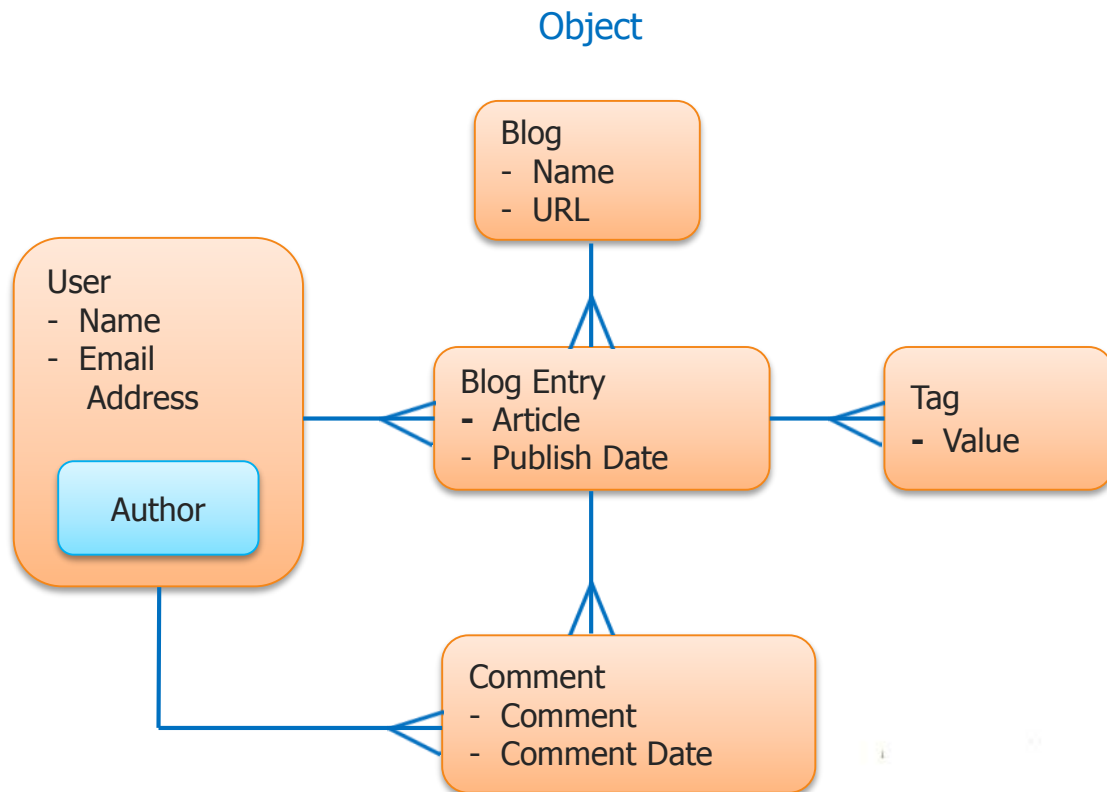 Object
Blog
- Name
- URL
User
- Name
- Email
Address
Author
Blog Entry
- Article
- Publish Date
Tag
- Value
Comment
- Comment
- Comment Date